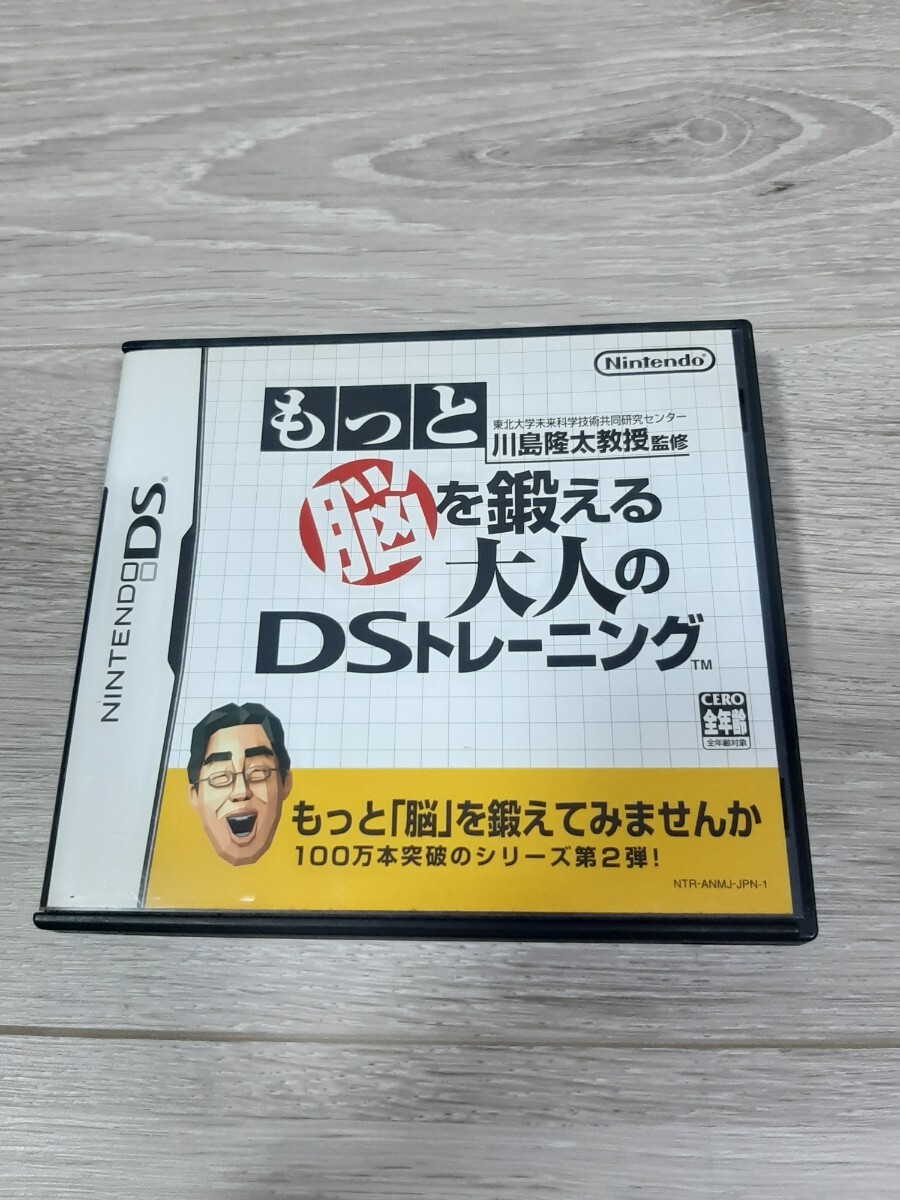 NINTENDODS®
Nintendo®
もっと
東北大学未来科学技術共同研究センター
川島隆太教授監修
脳を鍛える
大人の
DSトレーニング™
CERO
全年齢
全年齢対象
もっと「脳」を鍛えてみませんか
100万本突破のシリーズ第2弾!
NTR-ANMJ-JPN-1